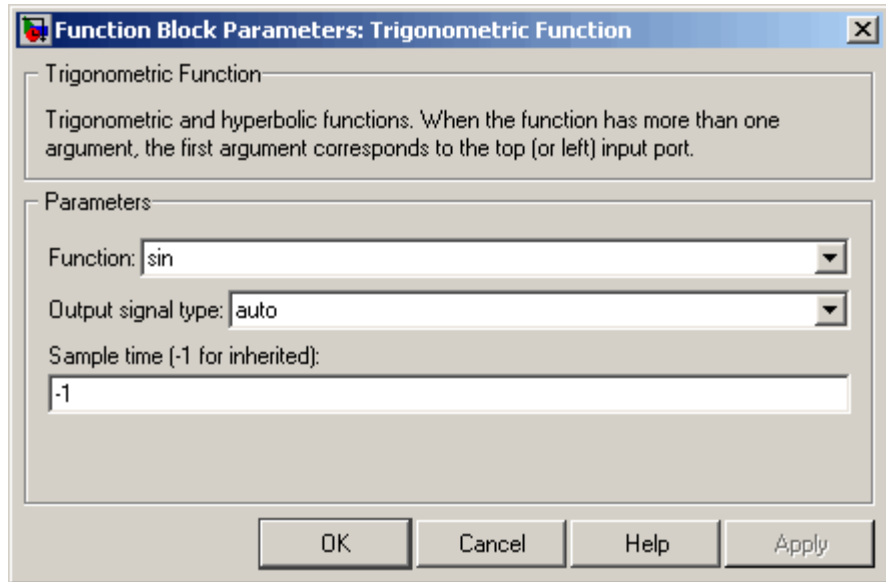 Function Block Parameters: Trigonometric Function
Trigonometric Function
Trigonometric and hyperbolic functions. When the function has more than one
argument, the first argument corresponds to the top (or left) input port.
Parameters
Function: sin
Output signal type: auto
Sample time (-1 for inherited):
-1
OK Cancel Help Apply